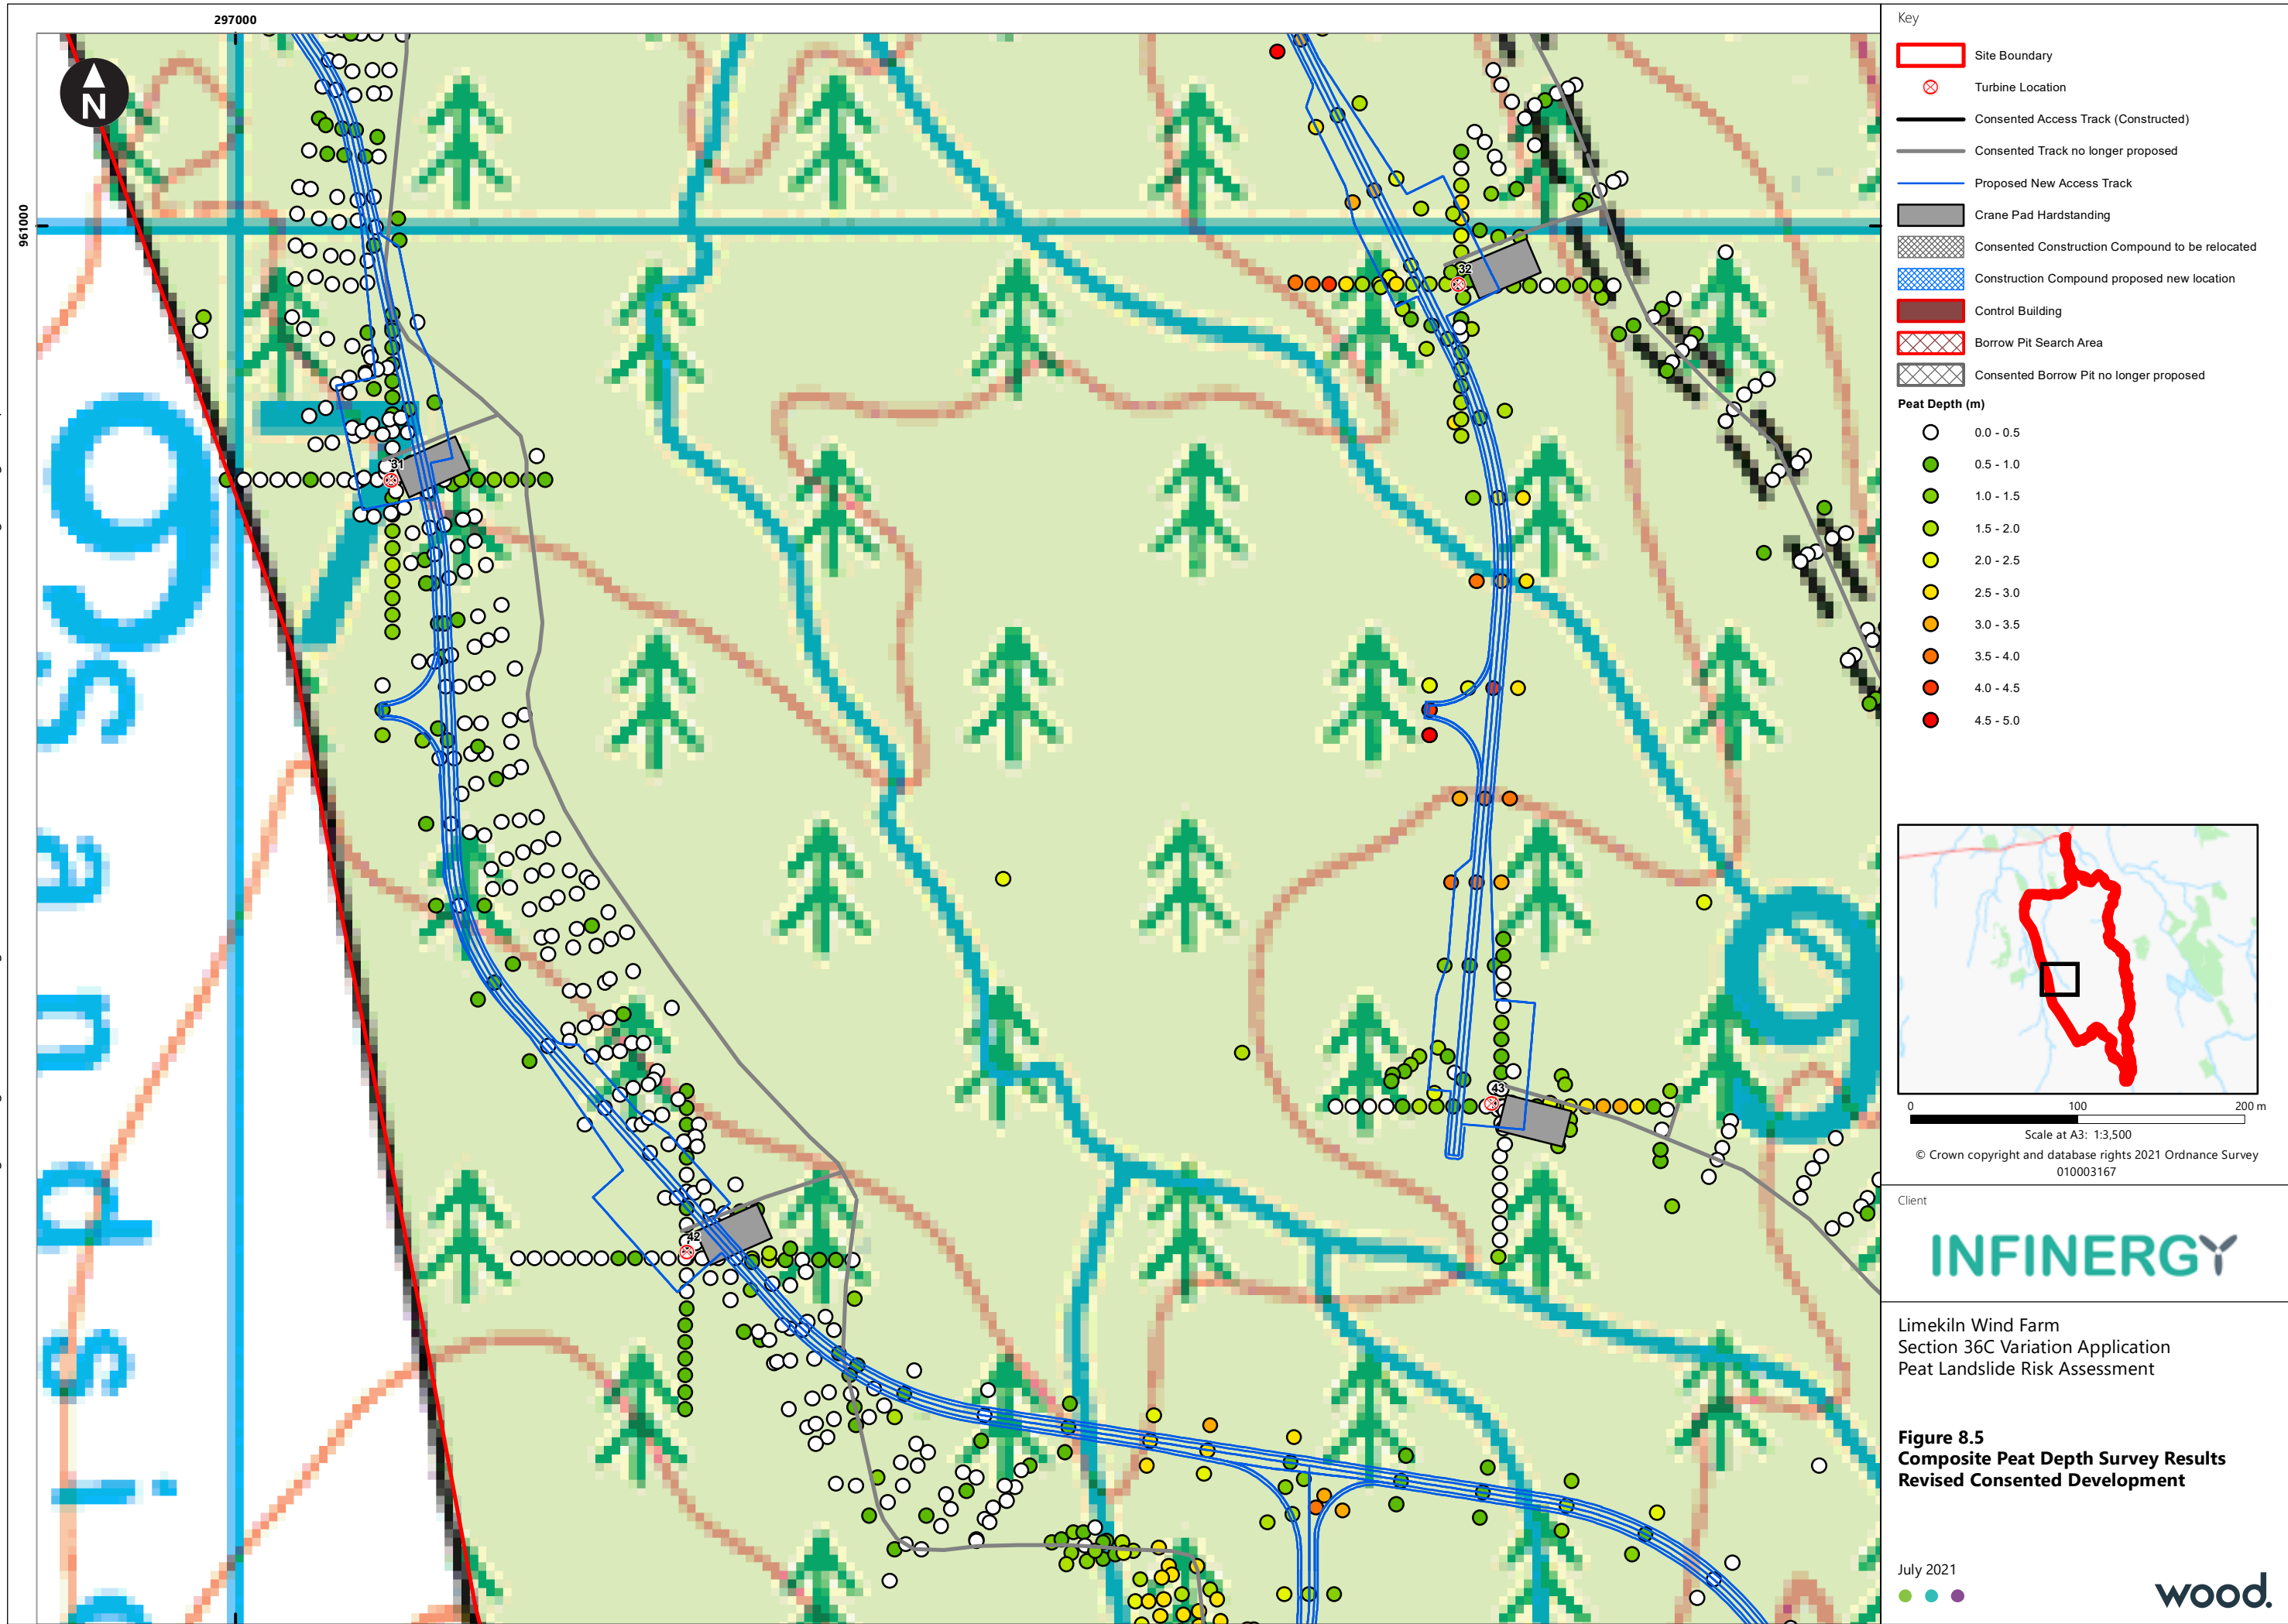 297000
961000
N
31
32
42
43
9
9
Key
Site Boundary
Turbine Location
Consented Access Track (Constructed)
Consented Track no longer proposed
Proposed New Access Track
Crane Pad Hardstanding
Consented Construction Compound to be relocated
Construction Compound proposed new location
Control Building
Borrow Pit Search Area
Consented Borrow Pit no longer proposed
Peat Depth (m)
0.0 - 0.5
0.5 - 1.0
1.0 - 1.5
1.5 - 2.0
2.0 - 2.5
2.5 - 3.0
3.0 - 3.5
3.5 - 4.0
4.0 - 4.5
4.5 - 5.0
0 100 200 m
Scale at A3: 1:3,500
© Crown copyright and database rights 2021 Ordnance Survey
010003167
Client
INFINERGY
Limekiln Wind Farm
Section 36C Variation Application
Peat Landslide Risk Assessment
Figure 8.5
Composite Peat Depth Survey Results
Revised Consented Development
July 2021
wood.